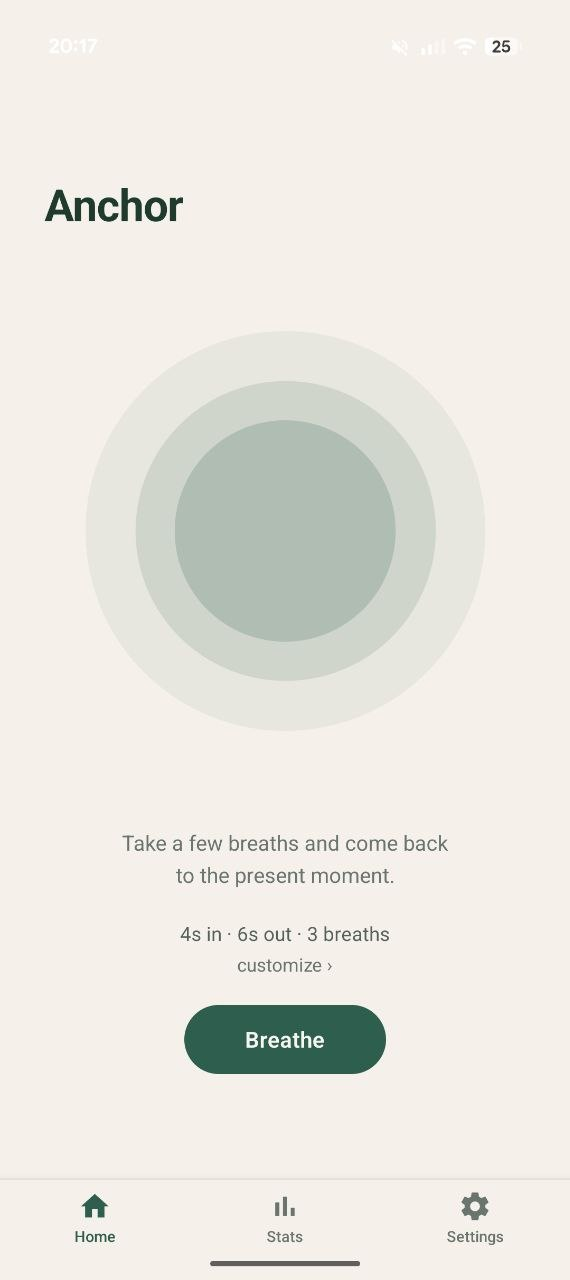 20:17
25
Anchor
Take a few breaths and come back
to the present moment.
4s in · 6s out · 3 breaths
customize ›
Breathe
Home
Stats
Settings